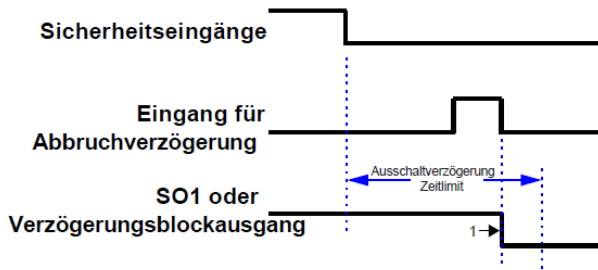 Sicherheitseingänge
Eingang für
Abbruchverzögerung
Ausschaltverzögerung
Zeitlimit
SO1 oder
Verzögerungsblockausgang
1